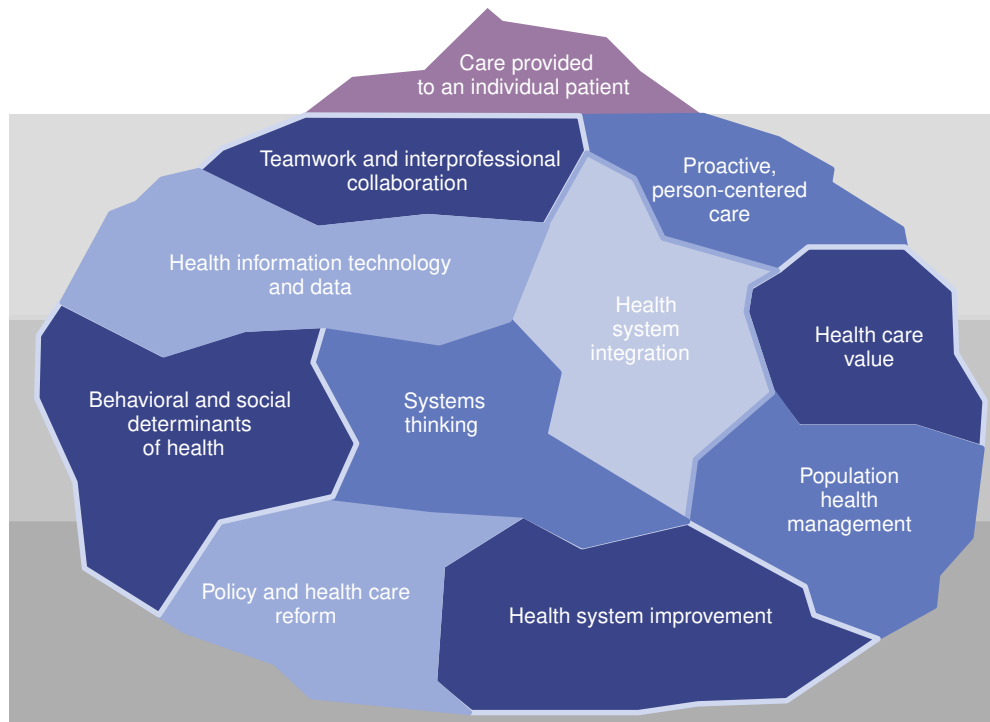 Care provided
to an individual patient
Teamwork and interprofessional
collaboration
Proactive,
person-centered
care
Health information technology
and data
Health
system
integration
Health care
value
Behavioral and social
determinants
of health
Systems
thinking
Population
health
management
Policy and health care
reform
Health system improvement